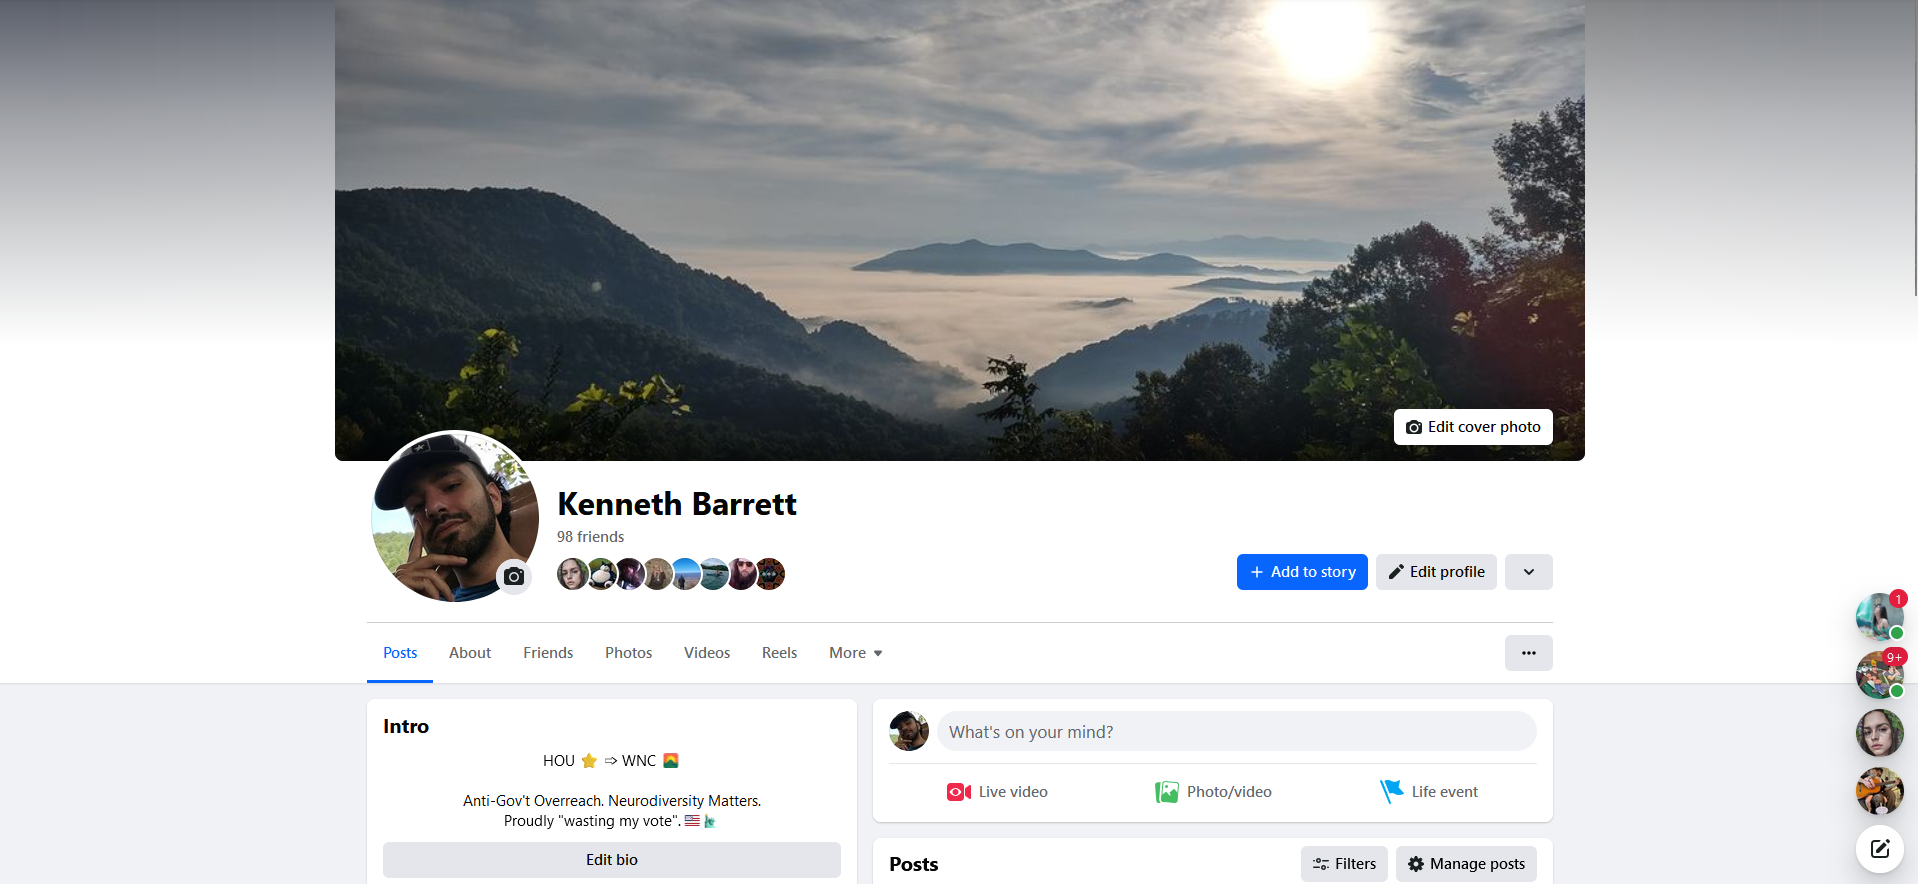 Edit cover photo
Kenneth Barrett
98 friends
Add to story
Edit profile
Posts
About
Friends
Photos
Videos
Reels
More
1
9+
Intro
HOU ⭐ ➩ WNC 🌄
Anti-Gov't Overreach. Neurodiversity Matters.
Proudly "wasting my vote". 🇺🇸🗽
Edit bio
What's on your mind?
Live video
Photo/video
Life event
Posts
Filters
Manage posts